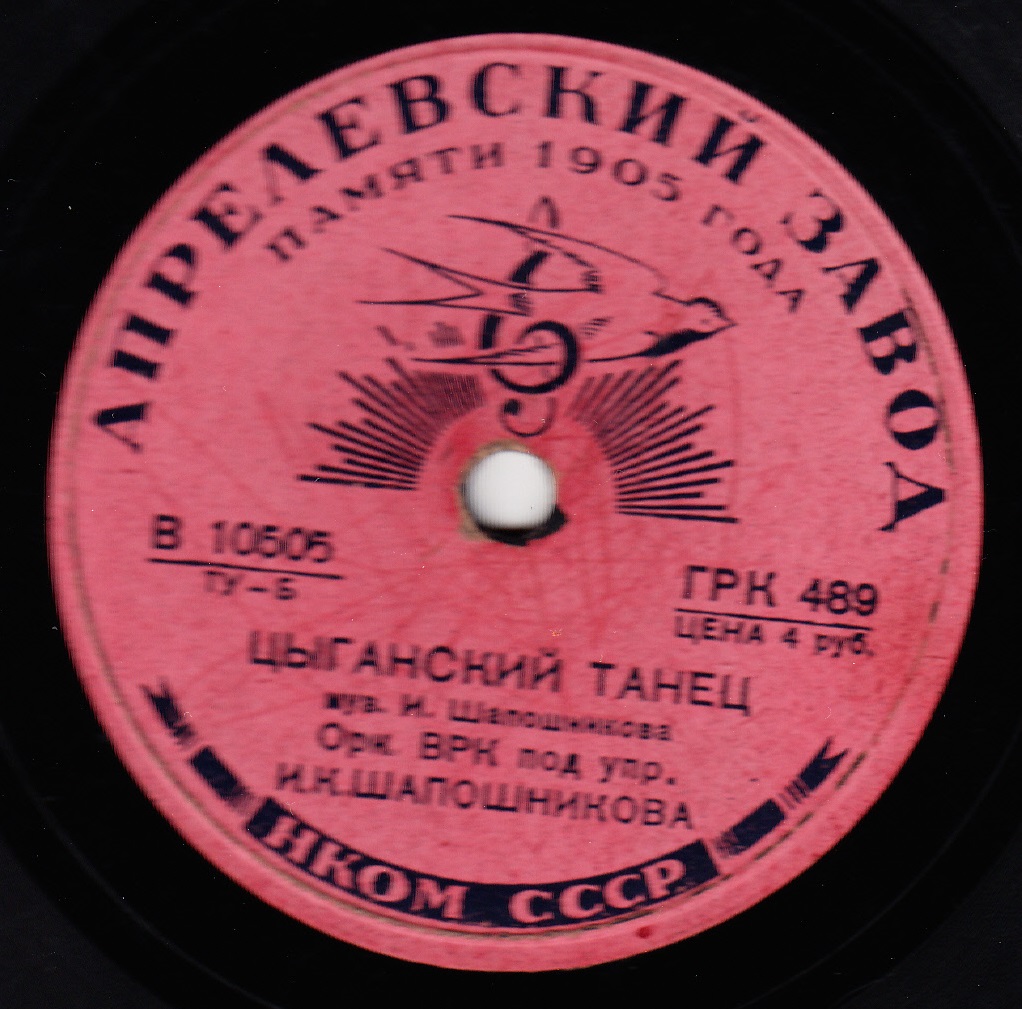 АПРЕЛЕВСКИЙ ЗАВОД
ПАМЯТИ 1905 ГОДА
В 10505
ТУ-Б
ГРК 489
ЦЕНА 4 руб.
ЦЫГАНСКИЙ ТАНЕЦ
муз. И. Шапошникова
Орк. ВРК под упр.
И.К.ШАПОШНИКОВА
НКОМ СССР